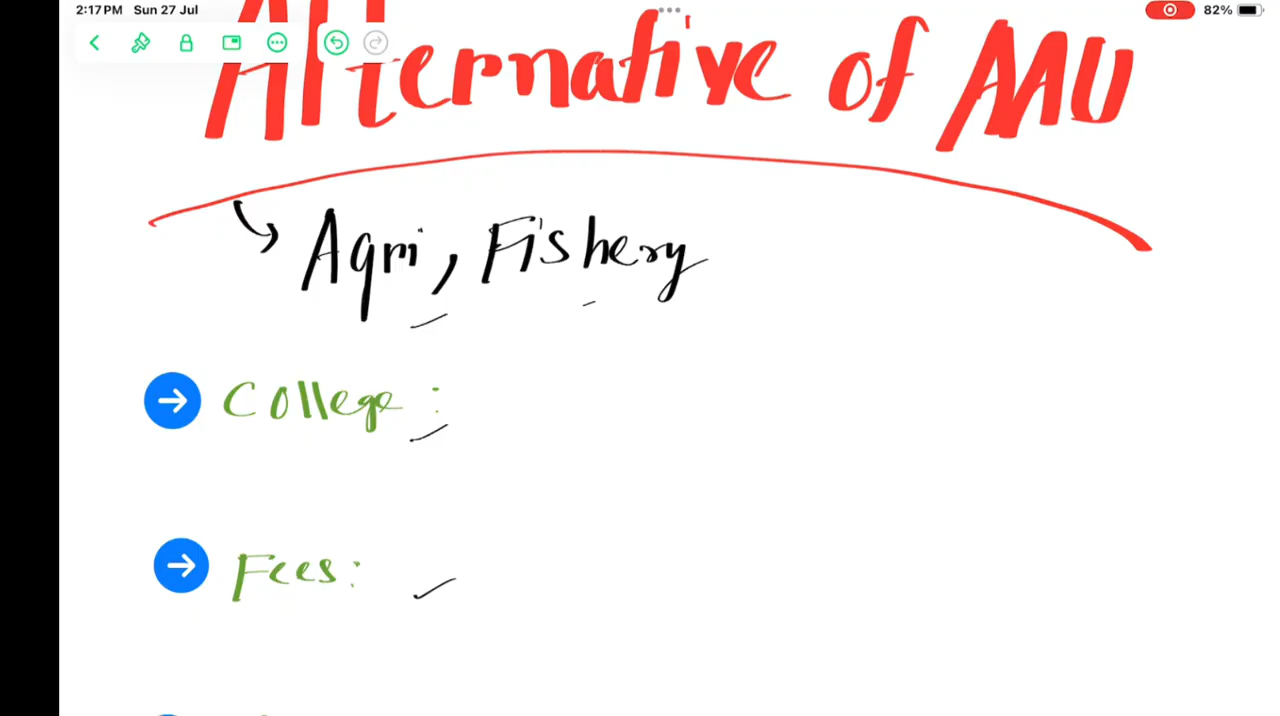 2:17 PM Sun 27 Jul 82%
Alternative of AAU
Agri, Fishery
College :
Fees :